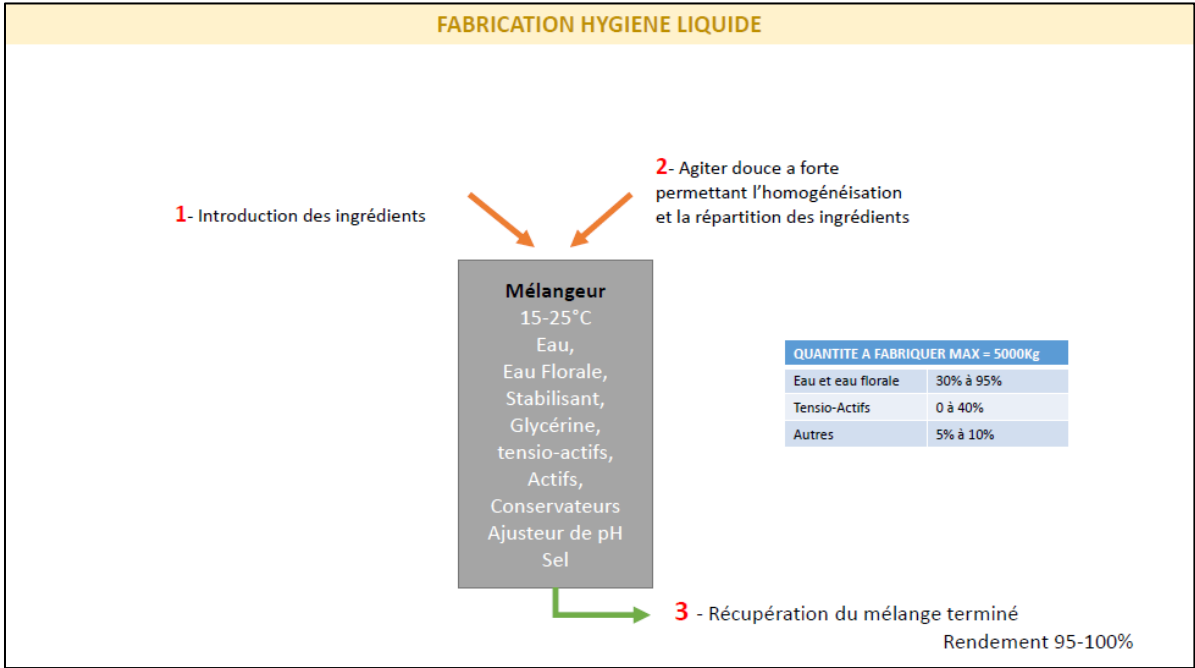 FABRICATION HYGIENE LIQUIDE
1- Introduction des ingrédients
2- Agiter douce a forte
permettant l'homogénéisation
et la répartition des ingrédients
Mélangeur
15-25°C
Eau,
Eau Florale,
Stabilisant,
Glycérine,
tensio-actifs,
Actifs,
Conservateurs
Ajusteur de pH
Sel
QUANTITE A FABRIQUER MAX = 5000Kg
Eau et eau florale 30% à 95%
Tensio-Actifs 0 à 40%
Autres 5% à 10%
3 - Récupération du mélange terminé
Rendement 95-100%